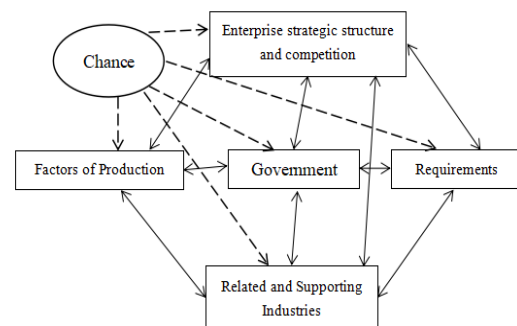 Enterprise strategic structure
and competition
Chance
Factors of Production
Government
Requirements
Related and Supporting
Industries